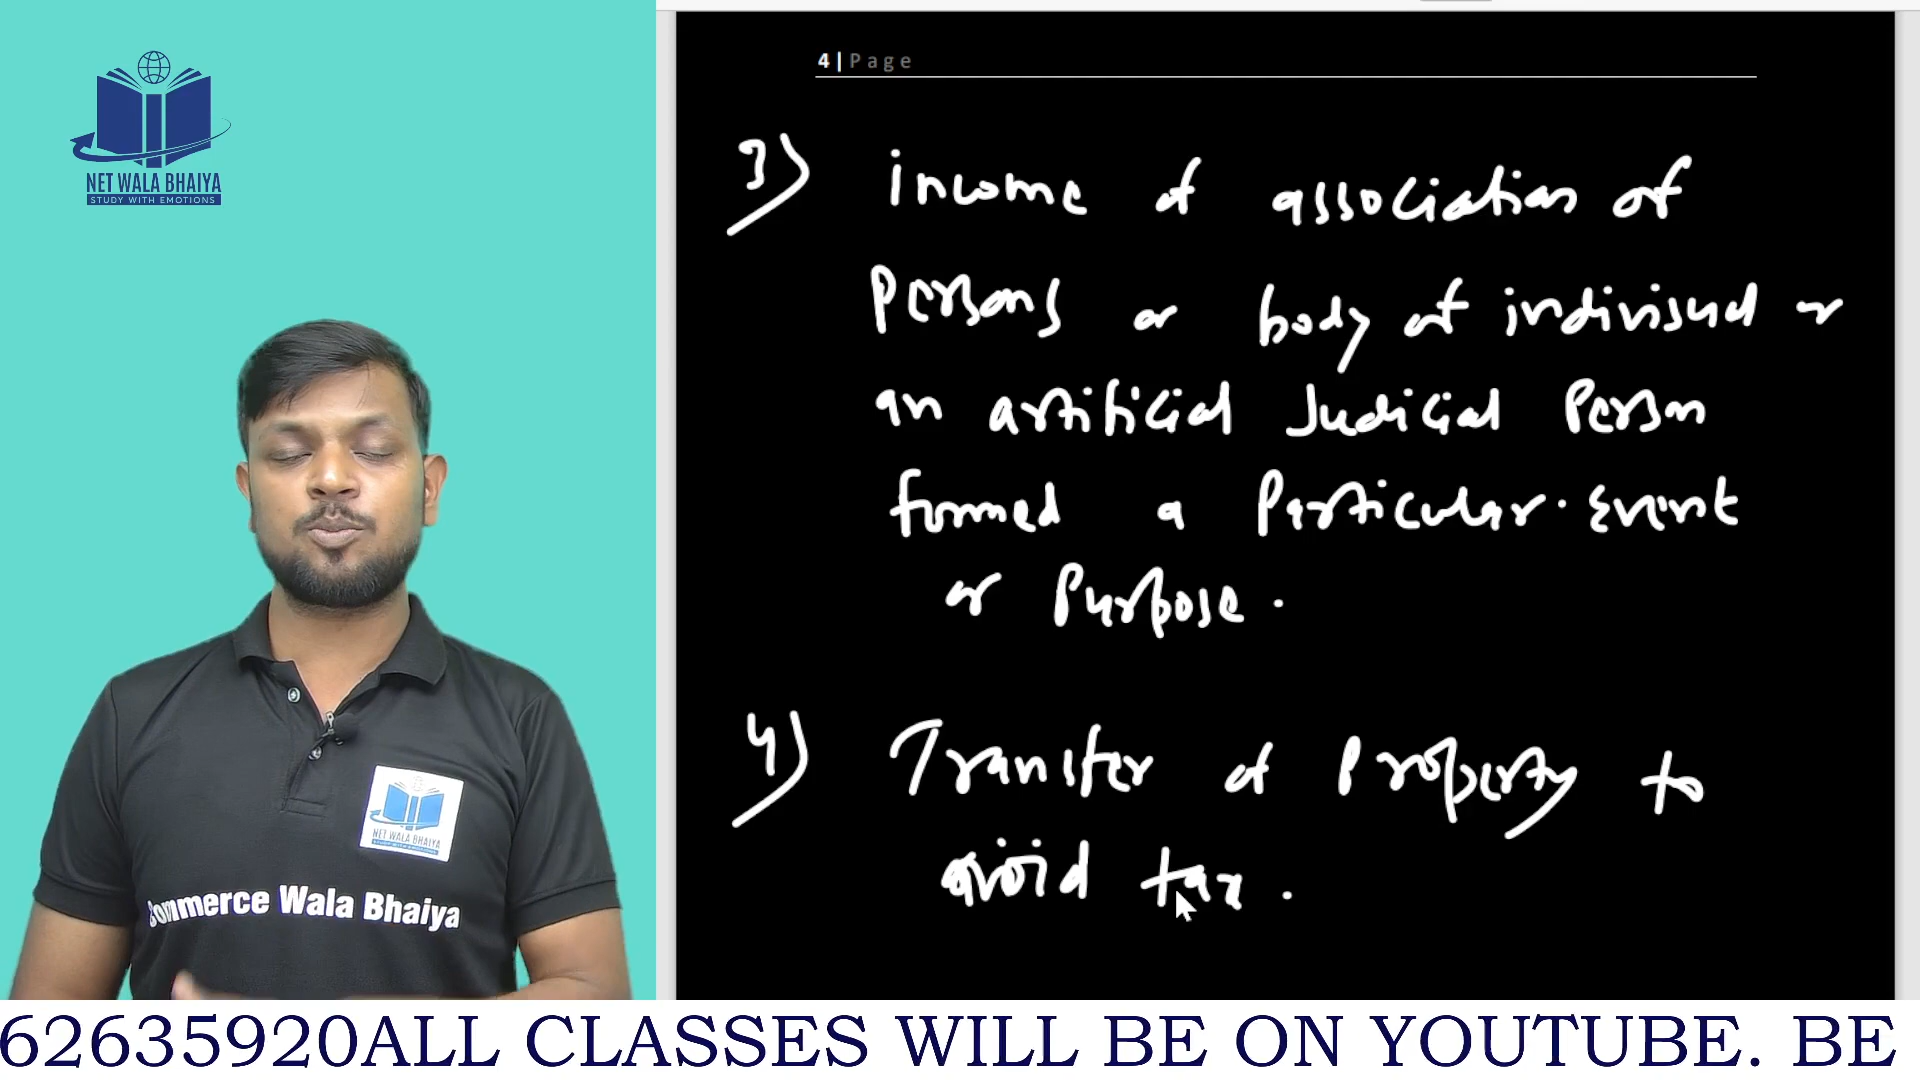 NET WALA BHAIYA
STUDY WITH EMOTIONS
4 | Page
3) income of association of
Persons or body of individual or
an artificial Judicial Person
formed a Particular Event
or Purpose.
4) Transfer of Property to
avoid tax.
NET WALA BHAIYA
Commerce Wala Bhaiya
62635920ALL CLASSES WILL BE ON YOUTUBE. BE